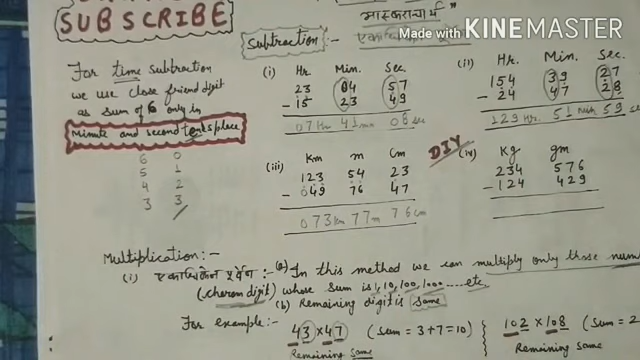 SUBSCRIBE
भास्कराचार्य "
Made with KINEMASTER
Subtraction :-
For time Subtraction
we use close friend digit
as sum of 6 only in
Minute and second tens place
6 0
5 1
4 2
3 3
(i) Hr. Min. Sec.
23 04 57
- 15 23 49
07 Hr 41 min 08 sec
(ii) Hr. Min. Sec.
154 39 27
- 24 47 28
129 Hr. 51 Min 59 sec
(iii) Km m Cm
123 54 23
- 049 76 47
073 Km 77 m 76 cm
DIY (iv) Kg gm
234 576
- 124 429
Multiplication :-
(i) एकाधिकेन पूर्वेण :- (a) In this method we can multiply only those num
(charam digit) whose sum is 1, 10, 100, 1000 .... etc.
(b) Remaining digit is same
For example :- 43 × 47 (Sum = 3 + 7 = 10) 102 × 108 (Sum = 2
Remaining Same Remaining same